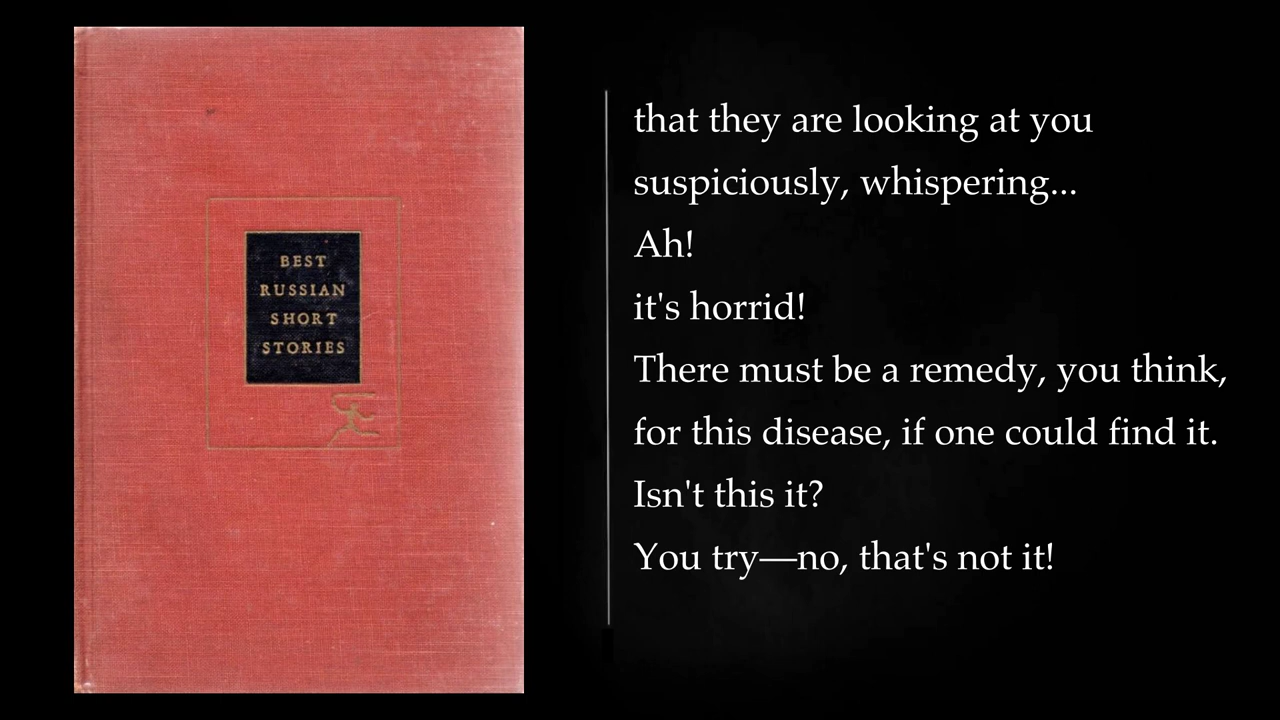 BEST
RUSSIAN
SHORT
STORIES
that they are looking at you
suspiciously, whispering...
Ah!
it's horrid!
There must be a remedy, you think,
for this disease, if one could find it.
Isn't this it?
You try—no, that's not it!